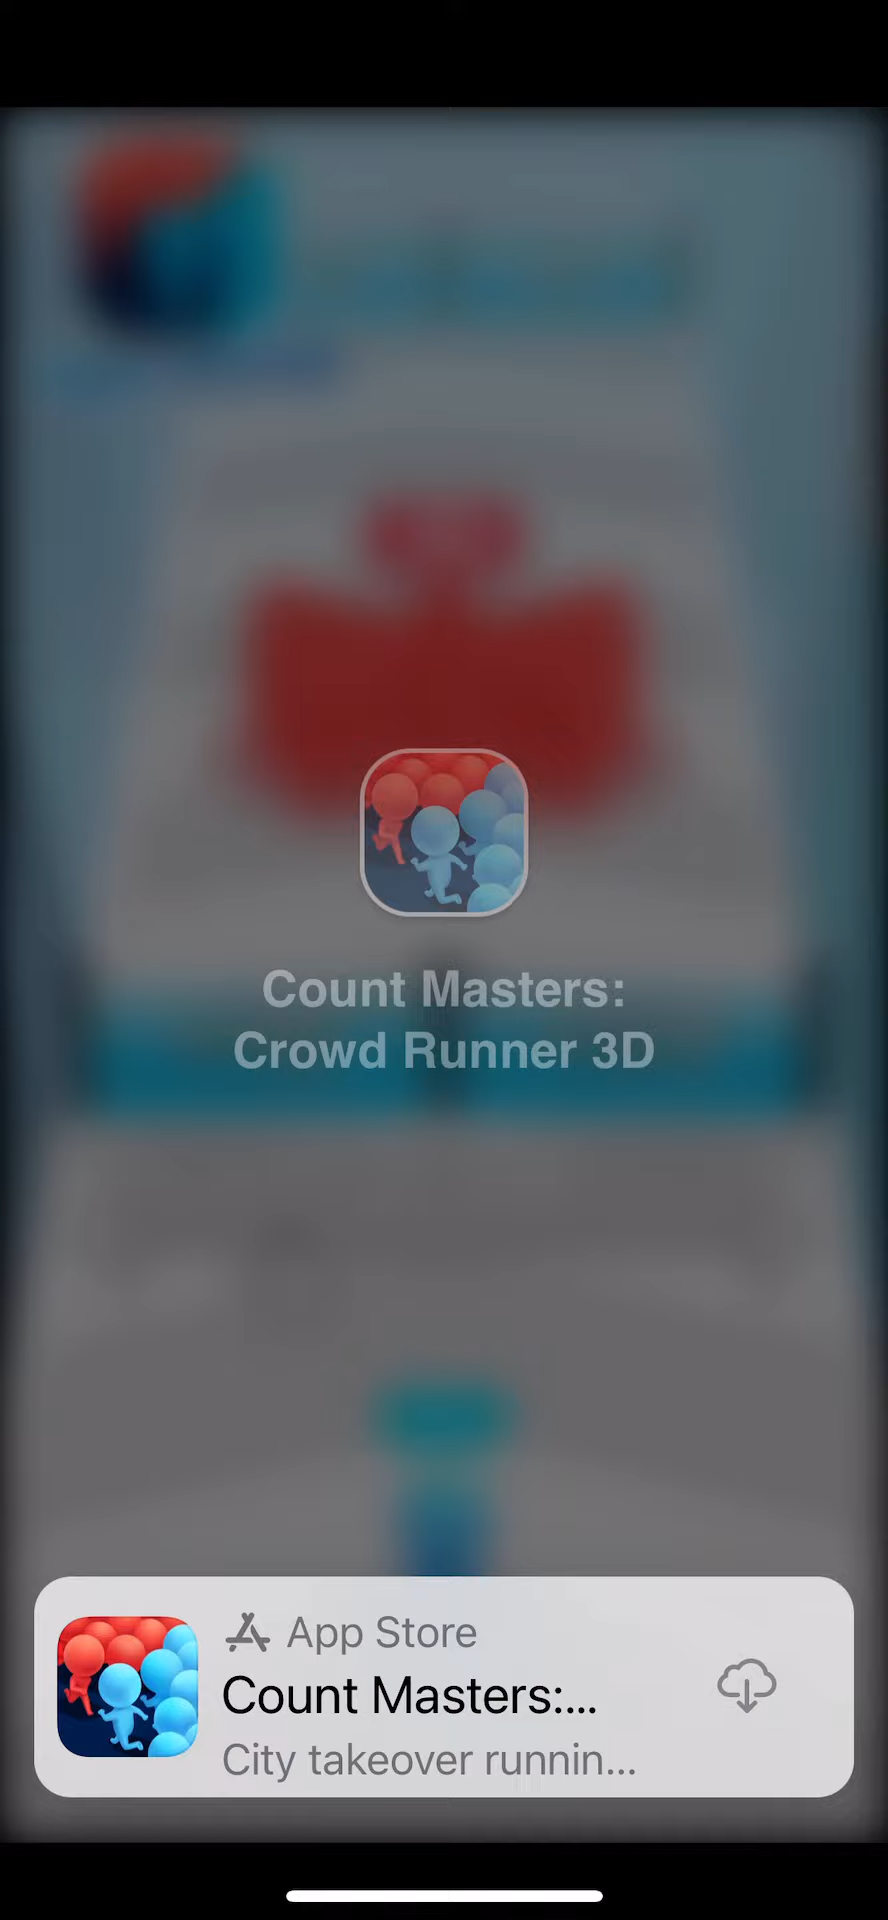 Count Masters:
Crowd Runner 3D
App Store
Count Masters:...
City takeover runnin...